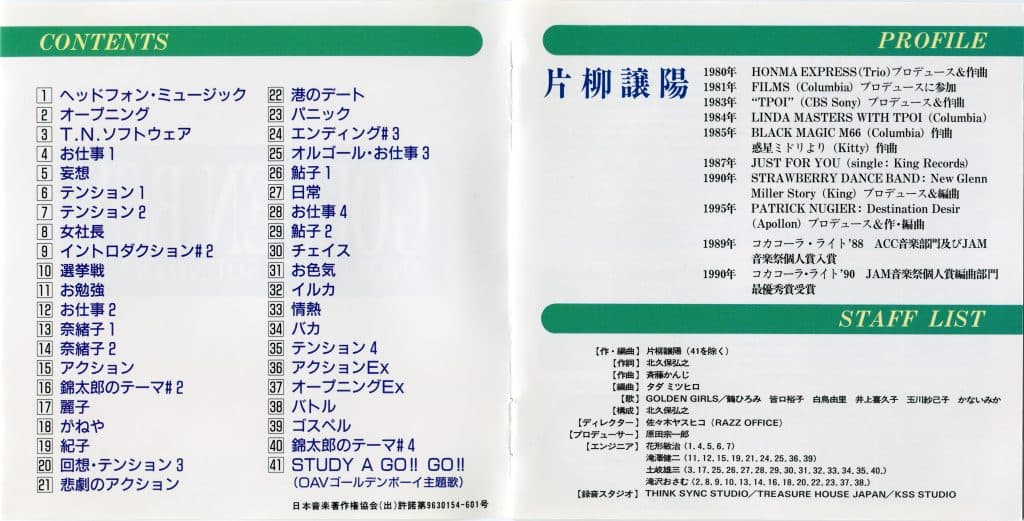 CONTENTS
1 ヘッドフォン・ミュージック
2 オープニング
3 T.N.ソフトウェア
4 お仕事1
5 妄想
6 テンション1
7 テンション2
8 女社長
9 イントロダクション#2
10 選挙戦
11 お勉強
12 お仕事2
13 奈緒子1
14 奈緒子2
15 アクション
16 錦太郎のテーマ#2
17 麗子
18 かねや
19 紀子
20 回想・テンション3
21 悲劇のアクション
22 港のデート
23 パニック
24 エンディング#3
25 オルゴール・お仕事3
26 鮎子1
27 日常
28 お仕事4
29 鮎子2
30 チェイス
31 お色気
32 イルカ
33 情熱
34 バカ
35 テンション4
36 アクションEx
37 オープニングEx
38 バトル
39 ゴスペル
40 錦太郎のテーマ#4
41 STUDY A GO!! GO!!
(OAVゴールデンボーイ主題歌)
日本音楽著作権協会(出)許諾第9630154-601号
PROFILE
片柳譲陽
1980年 HONMA EXPRESS(Trio)プロデュース&作曲
1981年 FILMS (Columbia) プロデュースに参加
1983年 “TPOI” (CBS Sony) プロデュース&作曲
1984年 LINDA MASTERS WITH TPOI (Columbia)
1985年 BLACK MAGIC M66 (Columbia) 作曲
惑星ミドリより (Kitty) 作曲
1987年 JUST FOR YOU (single: King Records)
1990年 STRAWBERRY DANCE BAND: New Glenn
Miller Story (King) プロデュース&編曲
1995年 PATRICK NUGIER: Destination Desir
(Apollon) プロデュース&作・編曲
1989年 コカコーラ・ライト'88 ACC音楽部門及びJAM
音楽祭個人賞入賞
1990年 コカコーラ・ライト'90 JAM音楽祭個人賞編曲部門
最優秀賞受賞
STAFF LIST
【作・編曲】 片柳譲陽 (41を除く)
【作詞】 北久保弘之
【作曲】 斉藤かんじ
【編曲】 タダ ミツヒロ
【歌】 GOLDEN GIRLS/鶴ひろみ 皆口裕子 白鳥由里 井上喜久子 玉川紗己子 かないみか
【構成】 北久保弘之
【ディレクター】 佐々木ヤスヒコ (RAZZ OFFICE)
【プロデューサー】 原田宗一郎
【エンジニア】 花形敏治 (1, 4, 5, 6, 7)
滝澤健二 (11, 12, 15, 19, 21, 24, 25, 36, 39)
土岐雄三 (3, 17, 25, 26, 27, 28, 29, 30, 31, 32, 33, 34, 35, 40,)
滝沢おさむ (2, 8, 9, 10, 13, 14, 16, 18, 20, 22, 23, 37, 38,)
【録音スタジオ】 THINK SYNC STUDIO/TREASURE HOUSE JAPAN/KSS STUDIO